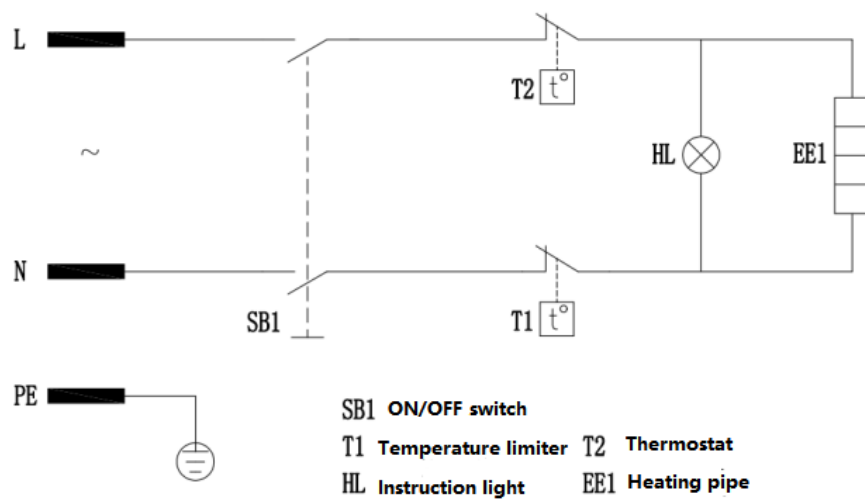 L
T2 t°
~
HL EE1
N
SB1 T1 t°
PE
SB1 ON/OFF switch
T1 Temperature limiter T2 Thermostat
HL Instruction light EE1 Heating pipe